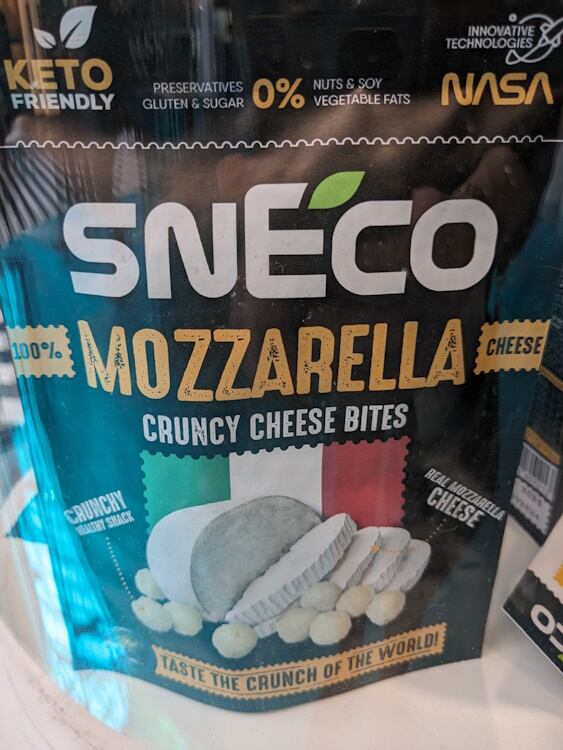 KETO
FRIENDLY
PRESERVATIVES
GLUTEN & SUGAR
0%
NUTS & SOY
VEGETABLE FATS
INNOVATIVE
TECHNOLOGIES
NASA
SNECO
100%
MOZZARELLA
CHEESE
CRUNCY CHEESE BITES
CRUNCHY
HEALTHY SNACK
REAL MOZZARELLA
CHEESE
TASTE THE CRUNCH OF THE WORLD!